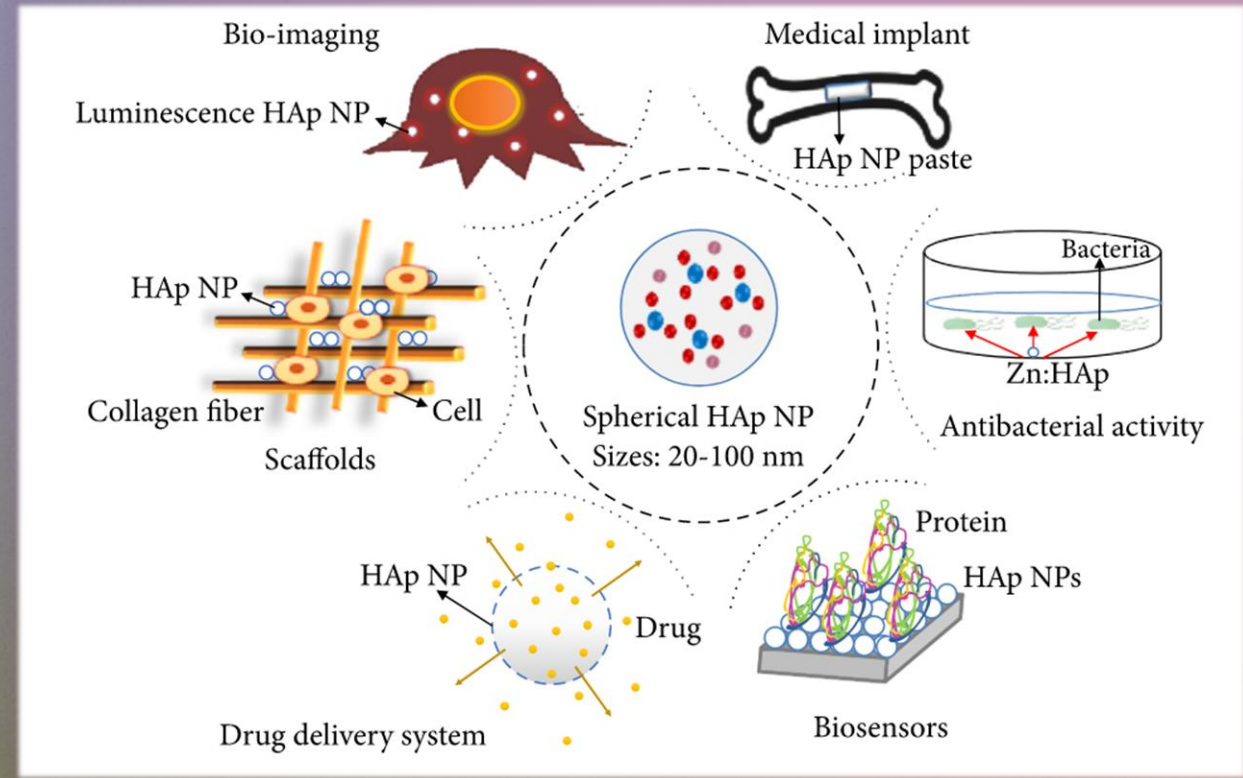 Bio-imaging
Luminescence HAp NP
Medical implant
HAp NP paste
HAp NP
Collagen fiber
Cell
Scaffolds
Spherical HAp NP
Sizes: 20-100 nm
Bacteria
Zn:HAp
Antibacterial activity
HAp NP
Drug
Drug delivery system
Protein
HAp NPs
Biosensors